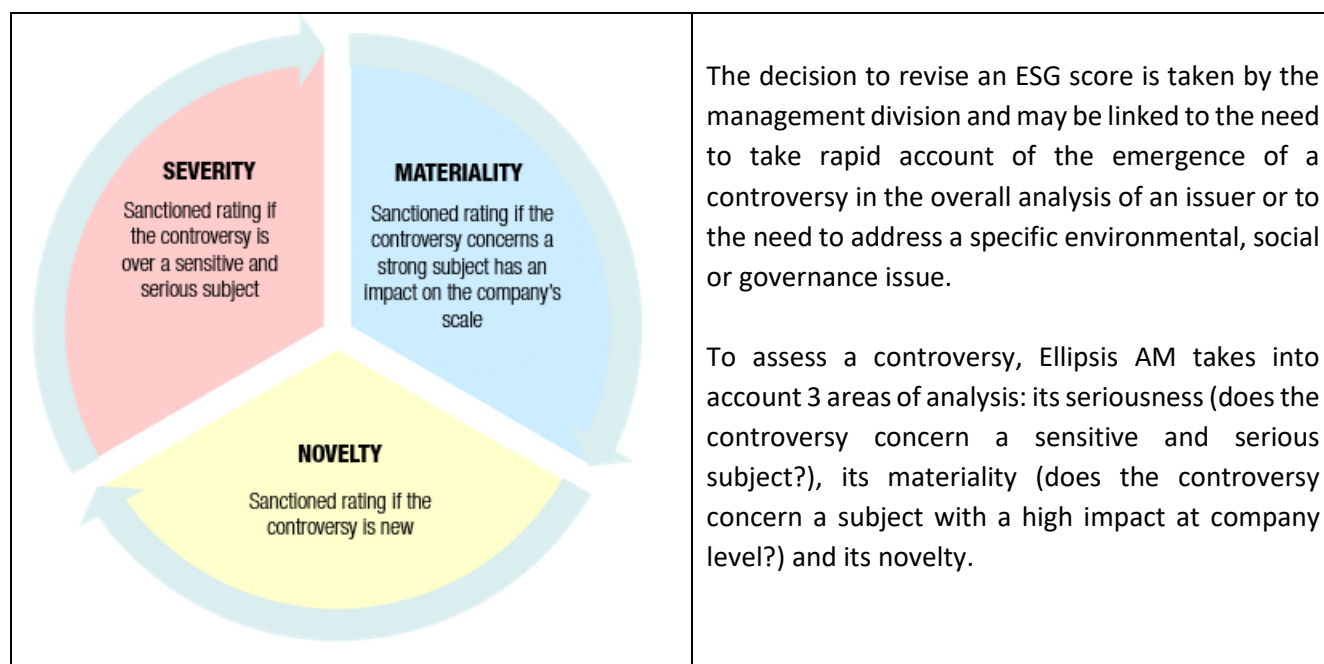 SEVERITY
Sanctioned rating if
the controversy is
over a sensitive and
serious subject
MATERIALITY
Sanctioned rating if the
controversy concerns a
strong subject has an
impact on the company's
scale
NOVELTY
Sanctioned rating if the
controversy is new
The decision to revise an ESG score is taken by the
management division and may be linked to the need
to take rapid account of the emergence of a
controversy in the overall analysis of an issuer or to
the need to address a specific environmental, social
or governance issue.
To assess a controversy, Ellipsis AM takes into
account 3 areas of analysis: its seriousness (does the
controversy concern a sensitive and serious
subject?), its materiality (does the controversy
concern a subject with a high impact at company
level?) and its novelty.